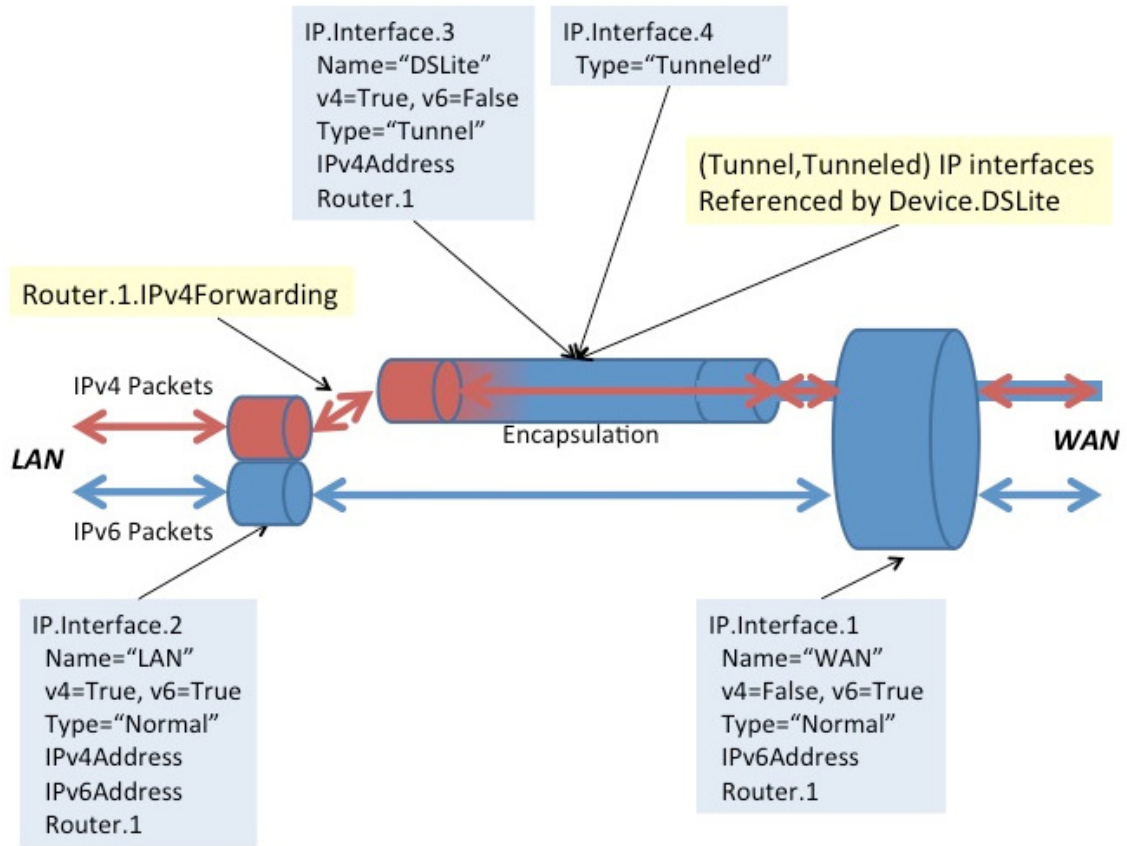 IP.Interface.3
Name=“DSLite”
v4=True, v6=False
Type=“Tunnel”
IPv4Address
Router.1
IP.Interface.4
Type=“Tunneled”
(Tunnel,Tunneled) IP interfaces
Referenced by Device.DSLite
Router.1.IPv4Forwarding
IPv4 Packets
Encapsulation
LAN
WAN
IPv6 Packets
IP.Interface.2
Name=“LAN”
v4=True, v6=True
Type=“Normal”
IPv4Address
IPv6Address
Router.1
IP.Interface.1
Name=“WAN”
v4=False, v6=True
Type=“Normal”
IPv6Address
Router.1